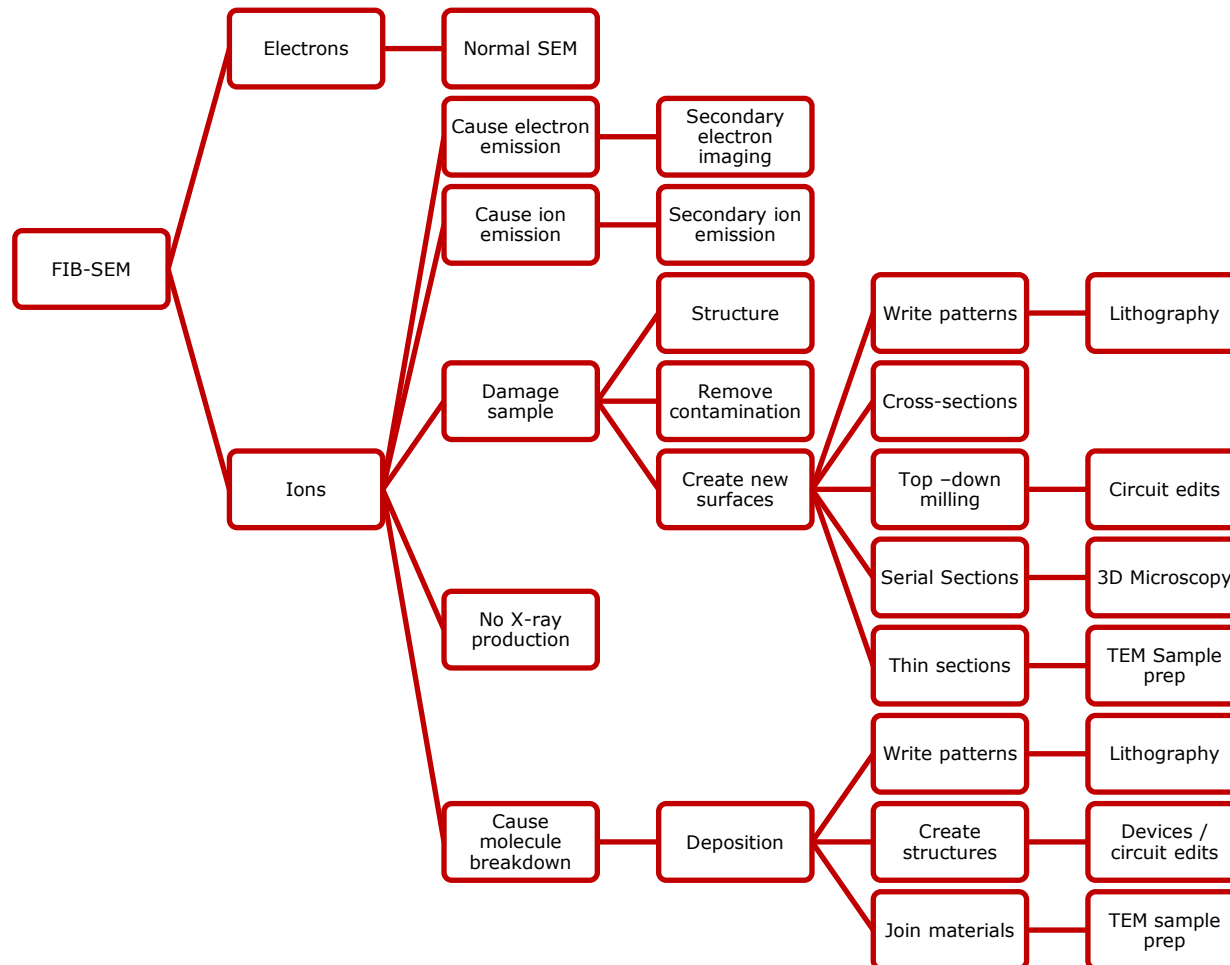 Electrons
Normal SEM
Cause electron
emission
Secondary
electron
imaging
Cause ion
emission
Secondary ion
emission
FIB-SEM
Structure
Write patterns
Lithography
Damage
sample
Remove
contamination
Cross-sections
Ions
Create new
surfaces
Top –down
milling
Circuit edits
Serial Sections
3D Microscopy
No X-ray
production
Thin sections
TEM Sample
prep
Write patterns
Lithography
Cause
molecule
breakdown
Deposition
Create
structures
Devices /
circuit edits
Join materials
TEM sample
prep